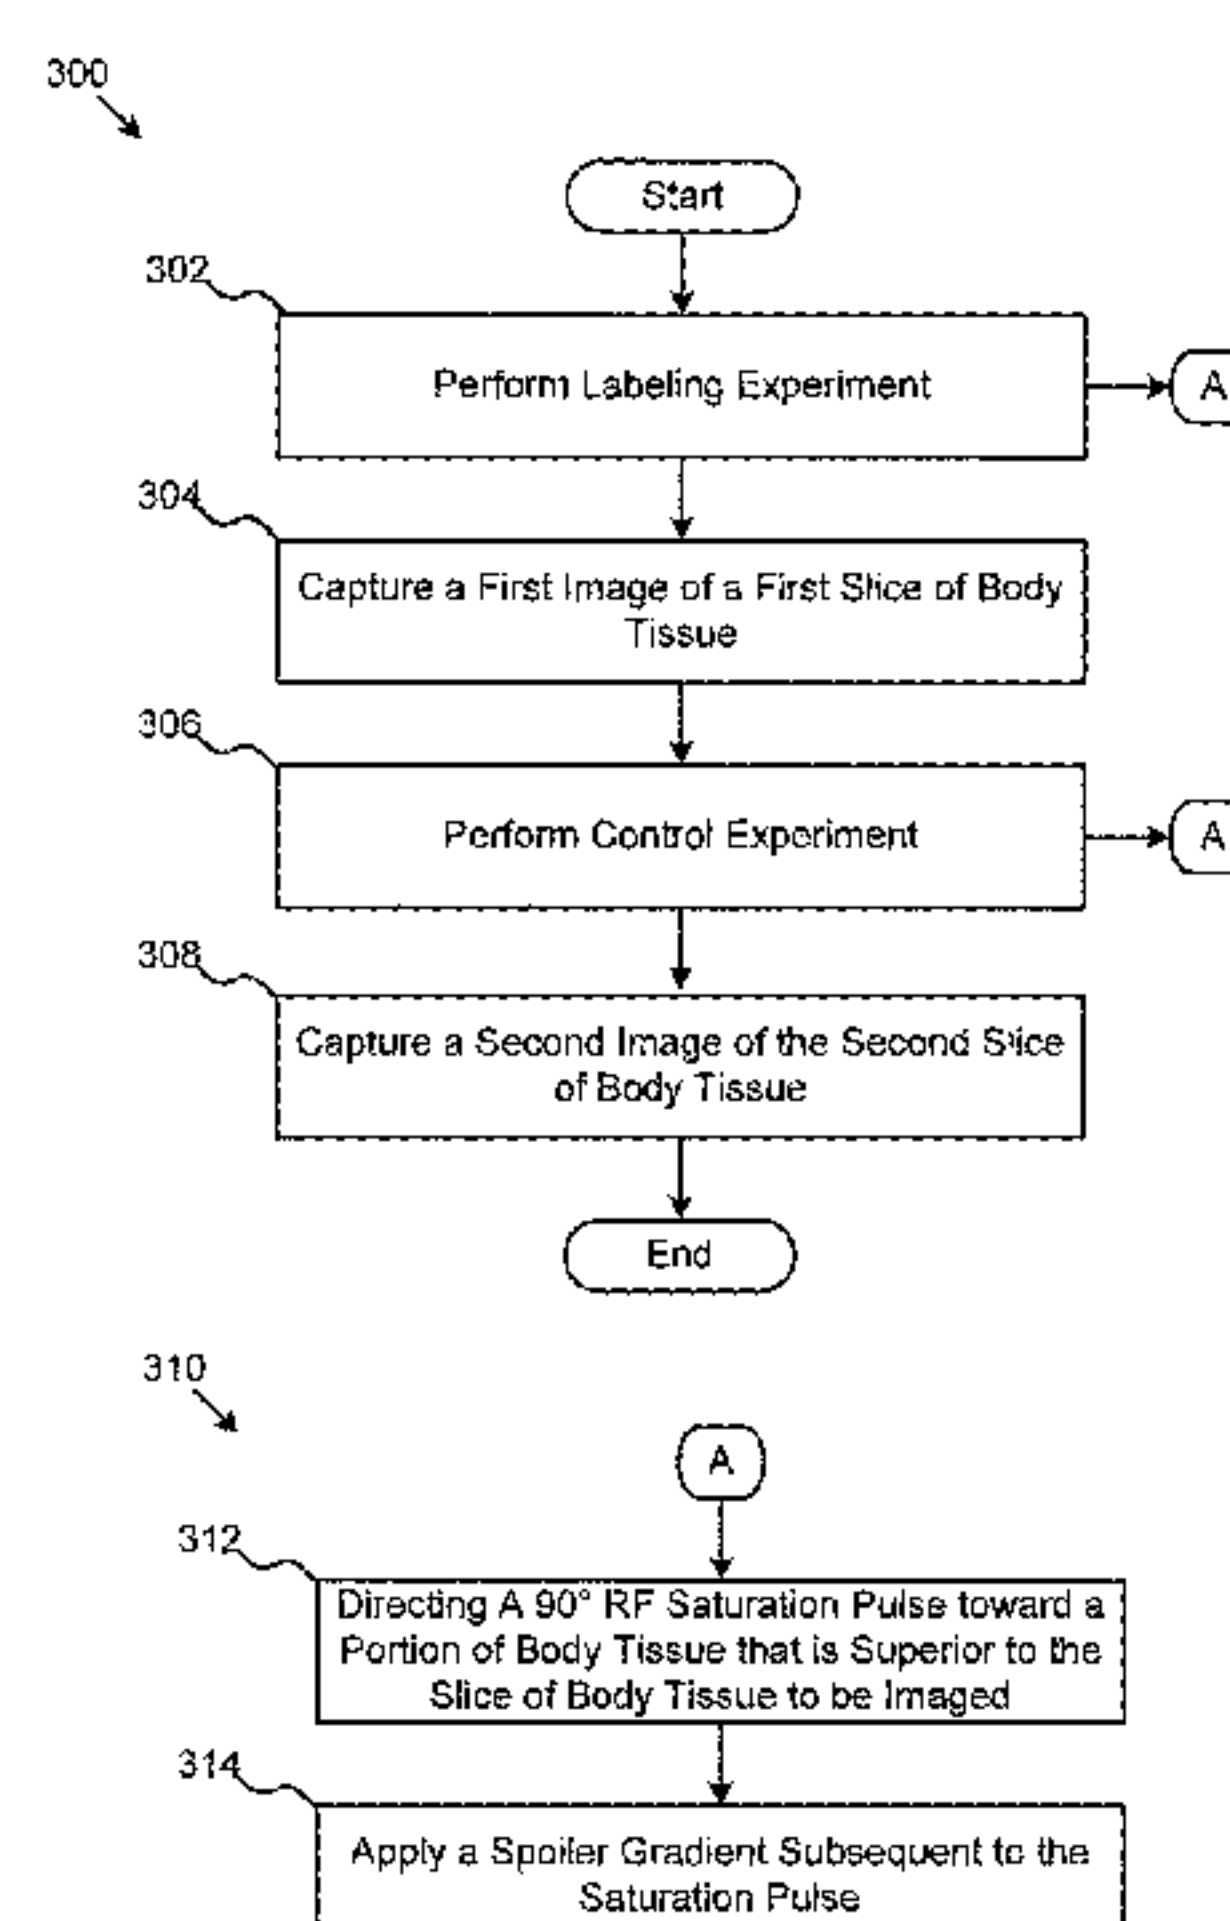 300
Start
302
Perform Labeling Experiment
A
304
Capture a First Image of a First Slice of Body
Tissue
306
Perform Control Experiment
A
308
Capture a Second Image of the Second Slice
of Body Tissue
End
310
A
312
Directing A 90° RF Saturation Pulse toward a
Portion of Body Tissue that is Superior to the
Slice of Body Tissue to be Imaged
314
Apply a Spoiler Gradient Subsequent to the
Saturation Pulse